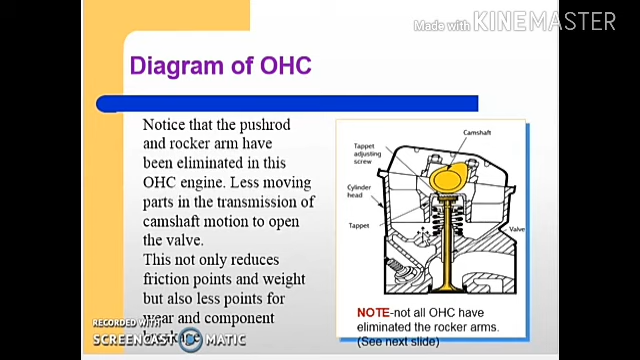 Made with KINEMASTER
Diagram of OHC
Notice that the pushrod
and rocker arm have
been eliminated in this
OHC engine. Less moving
parts in the transmission of
camshaft motion to open
the valve.
This not only reduces
friction points and weight
but also less points for
wear and component
Camshaft
Tappet
adjusting
screw
Cylinder
head
Tappet
Valve
NOTE-not all OHC have
eliminated the rocker arms.
(See next slide)
RECORDED WITH
SCREENCAST MATIC